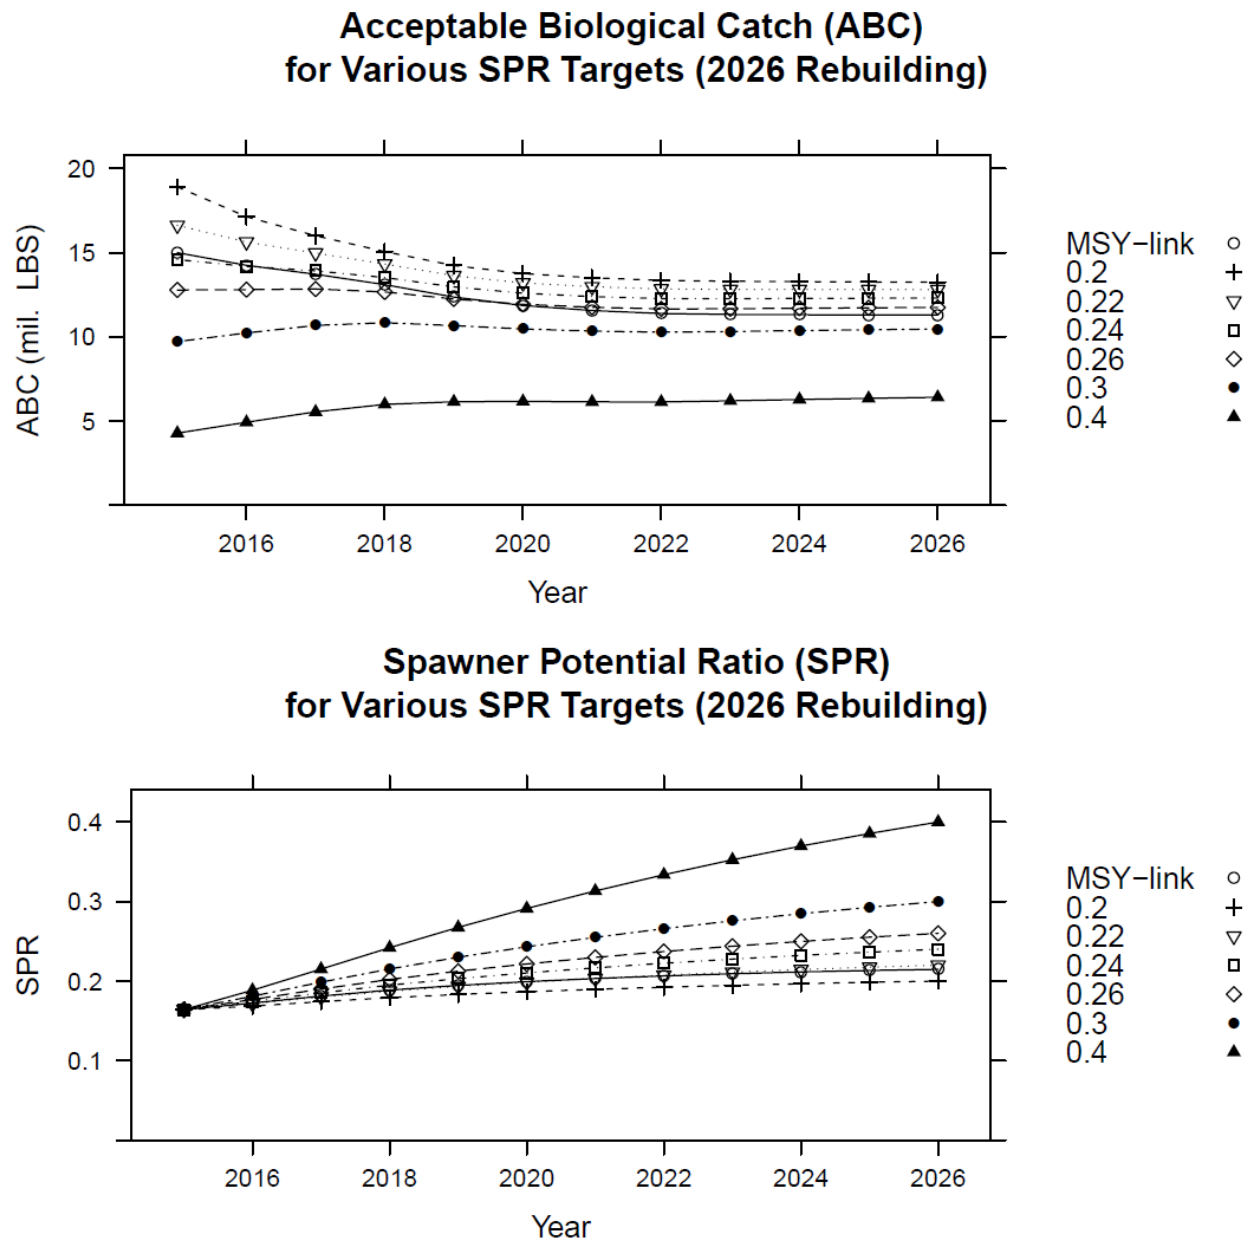 Acceptable Biological Catch (ABC)
for Various SPR Targets (2026 Rebuilding)
20
15
10
5
ABC (mil. LBS)
2016 2018 2020 2022 2024 2026
Year
MSY−link
0.2
0.22
0.24
0.26
0.3
0.4
Spawner Potential Ratio (SPR)
for Various SPR Targets (2026 Rebuilding)
0.4
0.3
0.2
0.1
SPR
2016 2018 2020 2022 2024 2026
Year
MSY−link
0.2
0.22
0.24
0.26
0.3
0.4